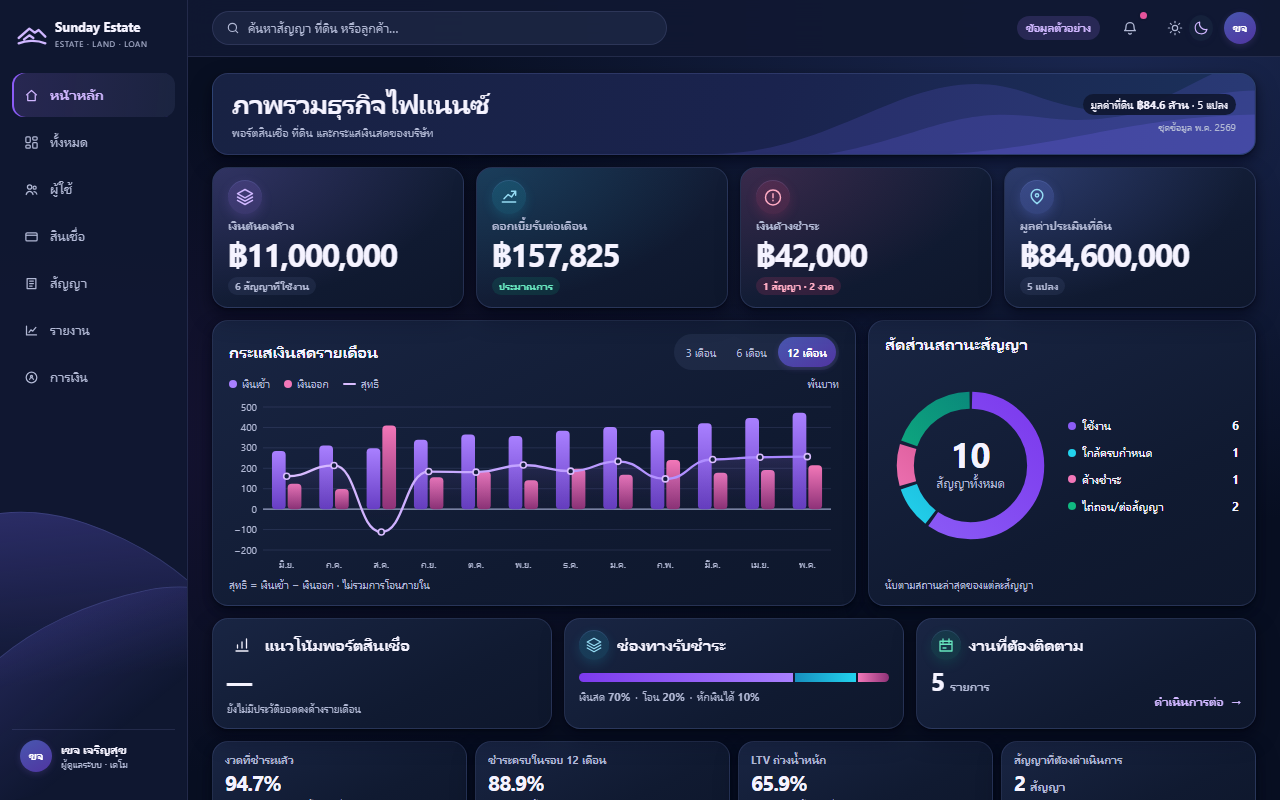 Sunday Estate
ESTATE · LAND · LOAN
หน้าหลัก
ทั้งหมด
ผู้ใช้
สินเชื่อ
สัญญา
รายงาน
การเงิน
ขจ
เขจ เจริญสุข
ผู้ดูแลระบบ · เดโม
ค้นหาสัญญา ที่ดิน หรือลูกค้า...
ข้อมูลตัวอย่าง
ขจ
ภาพรวมธุรกิจไฟแนนซ์
พอร์ตสินเชื่อ ที่ดิน และกระแสเงินสดของบริษัท
มูลค่าที่ดิน ฿84.6 ล้าน · 5 แปลง
ชุดข้อมูล พ.ค. 2569
เงินต้นคงค้าง
฿11,000,000
6 สัญญาที่ใช้งาน
ดอกเบี้ยรับต่อเดือน
฿157,825
ประมาณการ
เงินค้างชำระ
฿42,000
1 สัญญา · 2 งวด
มูลค่าประเมินที่ดิน
฿84,600,000
5 แปลง
กระแสเงินสดรายเดือน
3 เดือน
6 เดือน
12 เดือน
เงินเข้า
เงินออก
สุทธิ
พันบาท
500
400
300
200
100
0
−100
−200
มิ.ย.
ก.ค.
ส.ค.
ก.ย.
ต.ค.
พ.ย.
ธ.ค.
ม.ค.
ก.พ.
มี.ค.
เม.ย.
พ.ค.
สุทธิ = เงินเข้า − เงินออก · ไม่รวมการโอนภายใน
สัดส่วนสถานะสัญญา
10
สัญญาทั้งหมด
ใช้งาน 6
ใกล้ครบกำหนด 1
ค้างชำระ 1
ไถ่ถอน/ต่อสัญญา 2
นับตามสถานะล่าสุดของแต่ละสัญญา
แนวโน้มพอร์ตสินเชื่อ
—
ยังไม่มีประวัติยอดคงค้างรายเดือน
ช่องทางรับชำระ
เงินสด 70% · โอน 20% · หักเงินได้ 10%
งานที่ต้องติดตาม
5 รายการ
ดำเนินการต่อ →
งวดที่ชำระแล้ว
94.7%
ชำระครบในรอบ 12 เดือน
88.9%
LTV ถ่วงน้ำหนัก
65.9%
สัญญาที่ต้องดำเนินการ
2 สัญญา